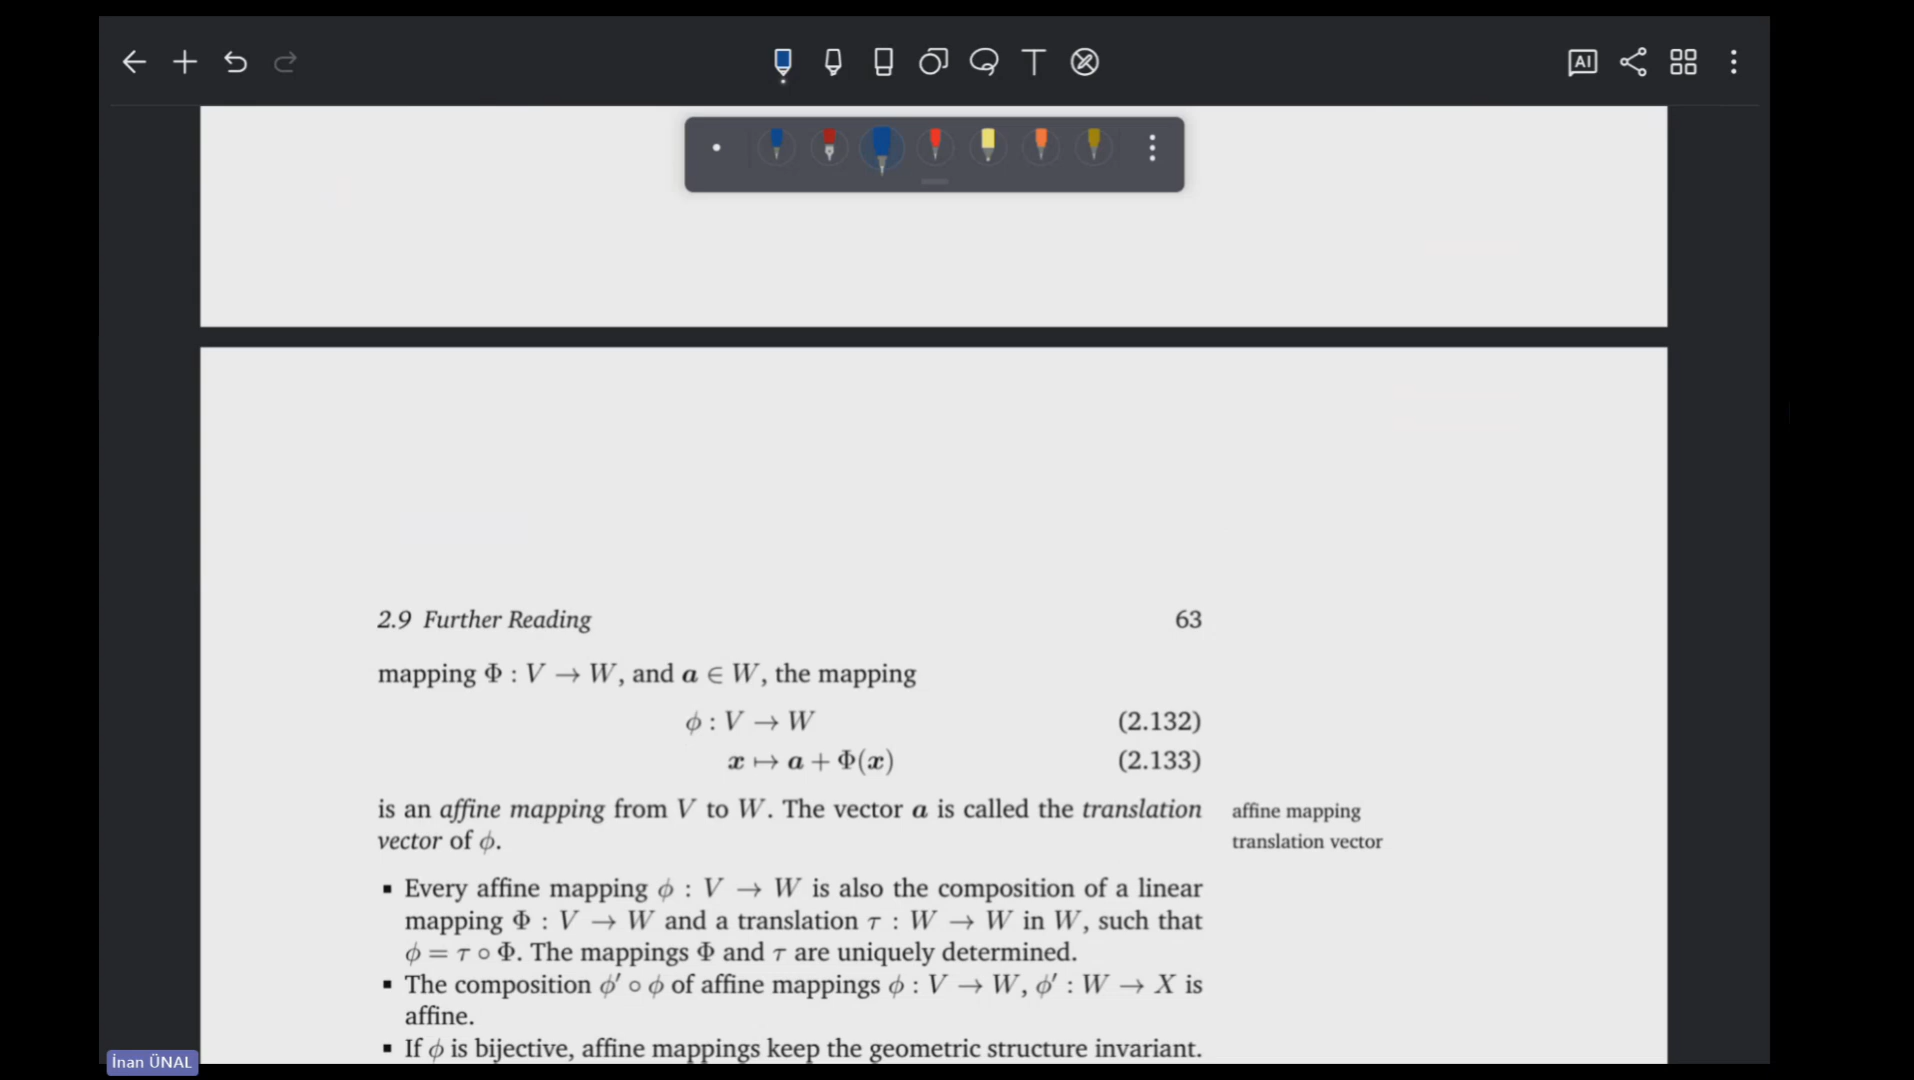 AI
T
2.9 Further Reading 63
mapping Φ : V → W, and a ∈ W, the mapping
ϕ : V → W (2.132)
x ↦ a + Φ(x) (2.133)
is an affine mapping from V to W. The vector a is called the translation affine mapping
vector of ϕ. translation vector
▪ Every affine mapping ϕ : V → W is also the composition of a linear
mapping Φ : V → W and a translation τ : W → W in W, such that
ϕ = τ ∘ Φ. The mappings Φ and τ are uniquely determined.
▪ The composition ϕ′ ∘ ϕ of affine mappings ϕ : V → W, ϕ′ : W → X is
affine.
▪ If ϕ is bijective, affine mappings keep the geometric structure invariant.
İnan ÜNAL